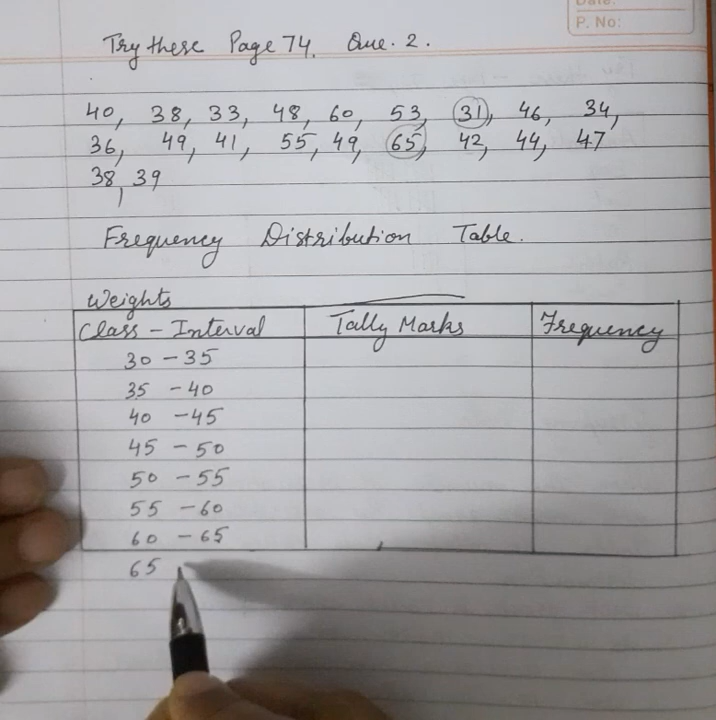 Date:
P. No:
Try these Page 74. Que. 2.
40, 38, 33, 48, 60, 53, 31, 46, 34,
36, 49, 41, 55, 49, 65, 42, 44, 47
38, 39
Frequency Distribution Table.
Weights
Class - Interval Tally Marks Frequency
30 - 35
35 - 40
40 - 45
45 - 50
50 - 55
55 - 60
60 - 65
65